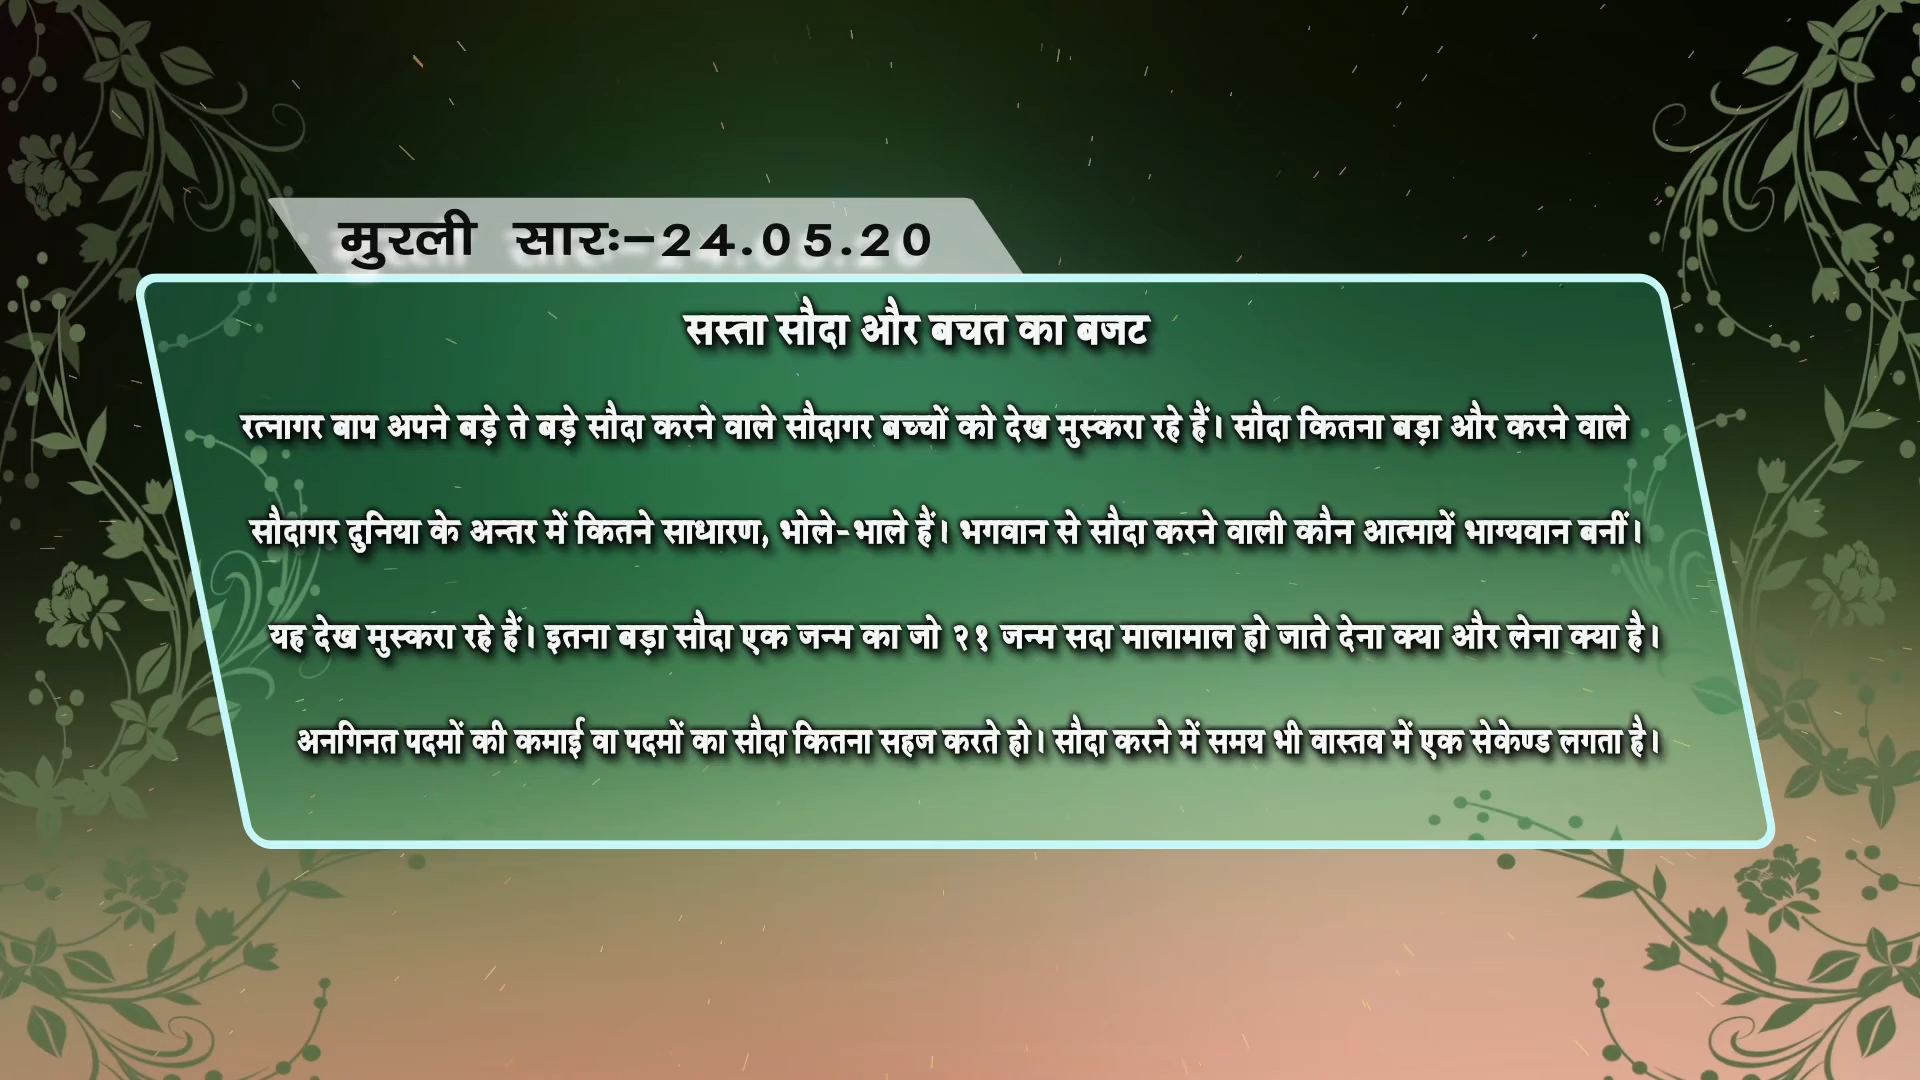 मुरली सारः–24.05.20
सस्ता सौदा और बचत का बजट
रत्नागर बाप अपने बड़े ते बड़े सौदा करने वाले सौदागर बच्चों को देख मुस्करा रहे हैं। सौदा कितना बड़ा और करने वाले
सौदागर दुनिया के अन्तर में कितने साधारण, भोले-भाले हैं। भगवान से सौदा करने वाली कौन आत्मायें भाग्यवान बनीं।
यह देख मुस्करा रहे हैं। इतना बड़ा सौदा एक जन्म का जो २१ जन्म सदा मालामाल हो जाते देना क्या और लेना क्या है।
अनगिनत पदमों की कमाई वा पदमों का सौदा कितना सहज करते हो। सौदा करने में समय भी वास्तव में एक सेकेण्ड लगता है।